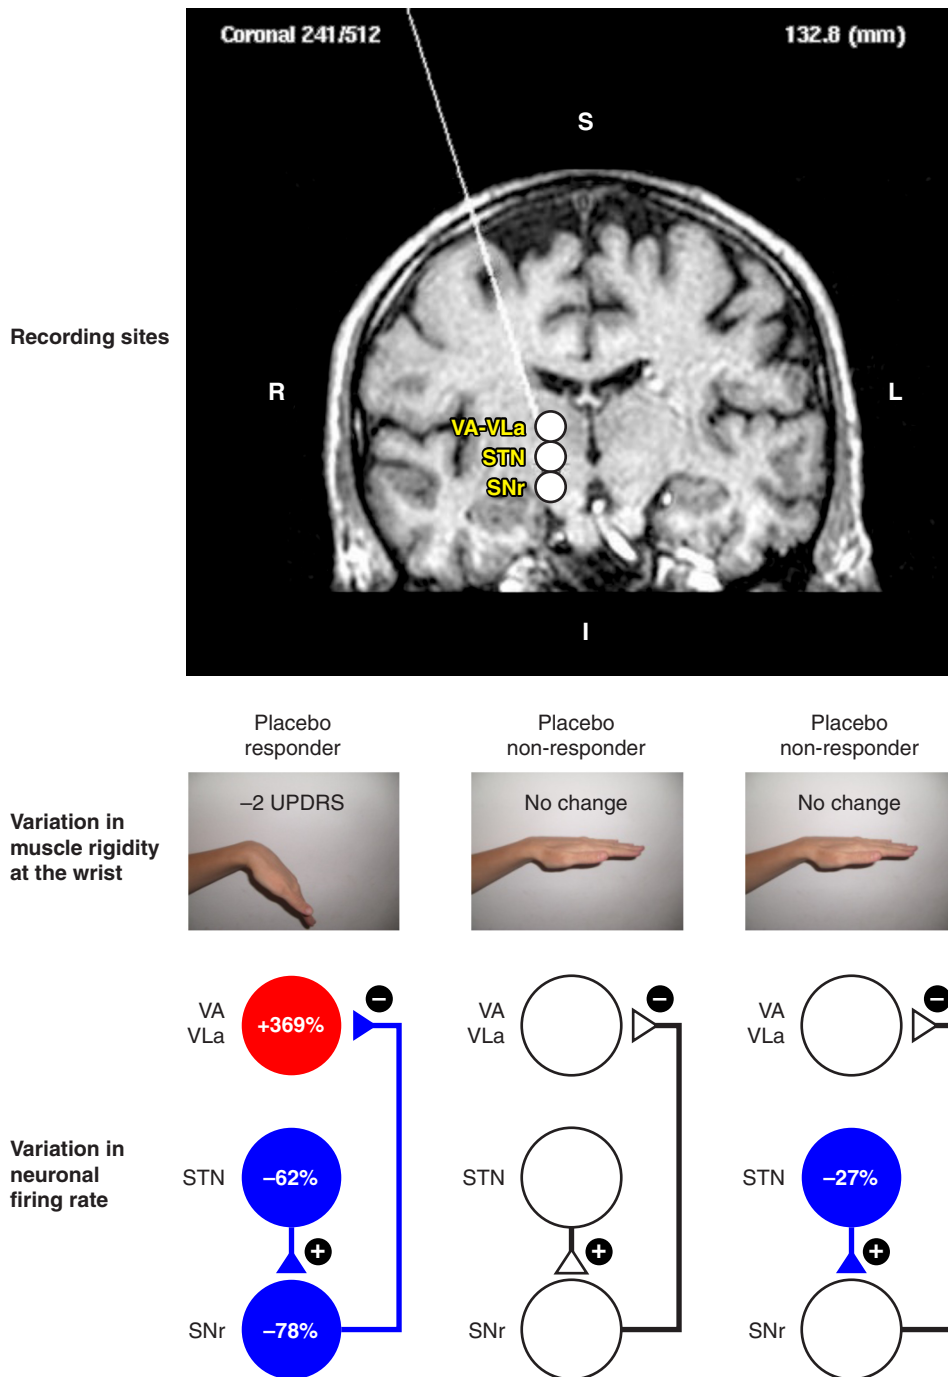 Coronal 241/512
132.8 (mm)
S
Recording sites
R
L
VA-VLa
STN
SNr
I
Placebo
responder
Placebo
non-responder
Placebo
non-responder
Variation in
muscle rigidity
at the wrist
–2 UPDRS
No change
No change
Variation in
neuronal
firing rate
VA
VLa
+369%
–
STN
–62%
+
SNr
–78%
VA
VLa
–
STN
+
SNr
VA
VLa
–
STN
–27%
+
SNr